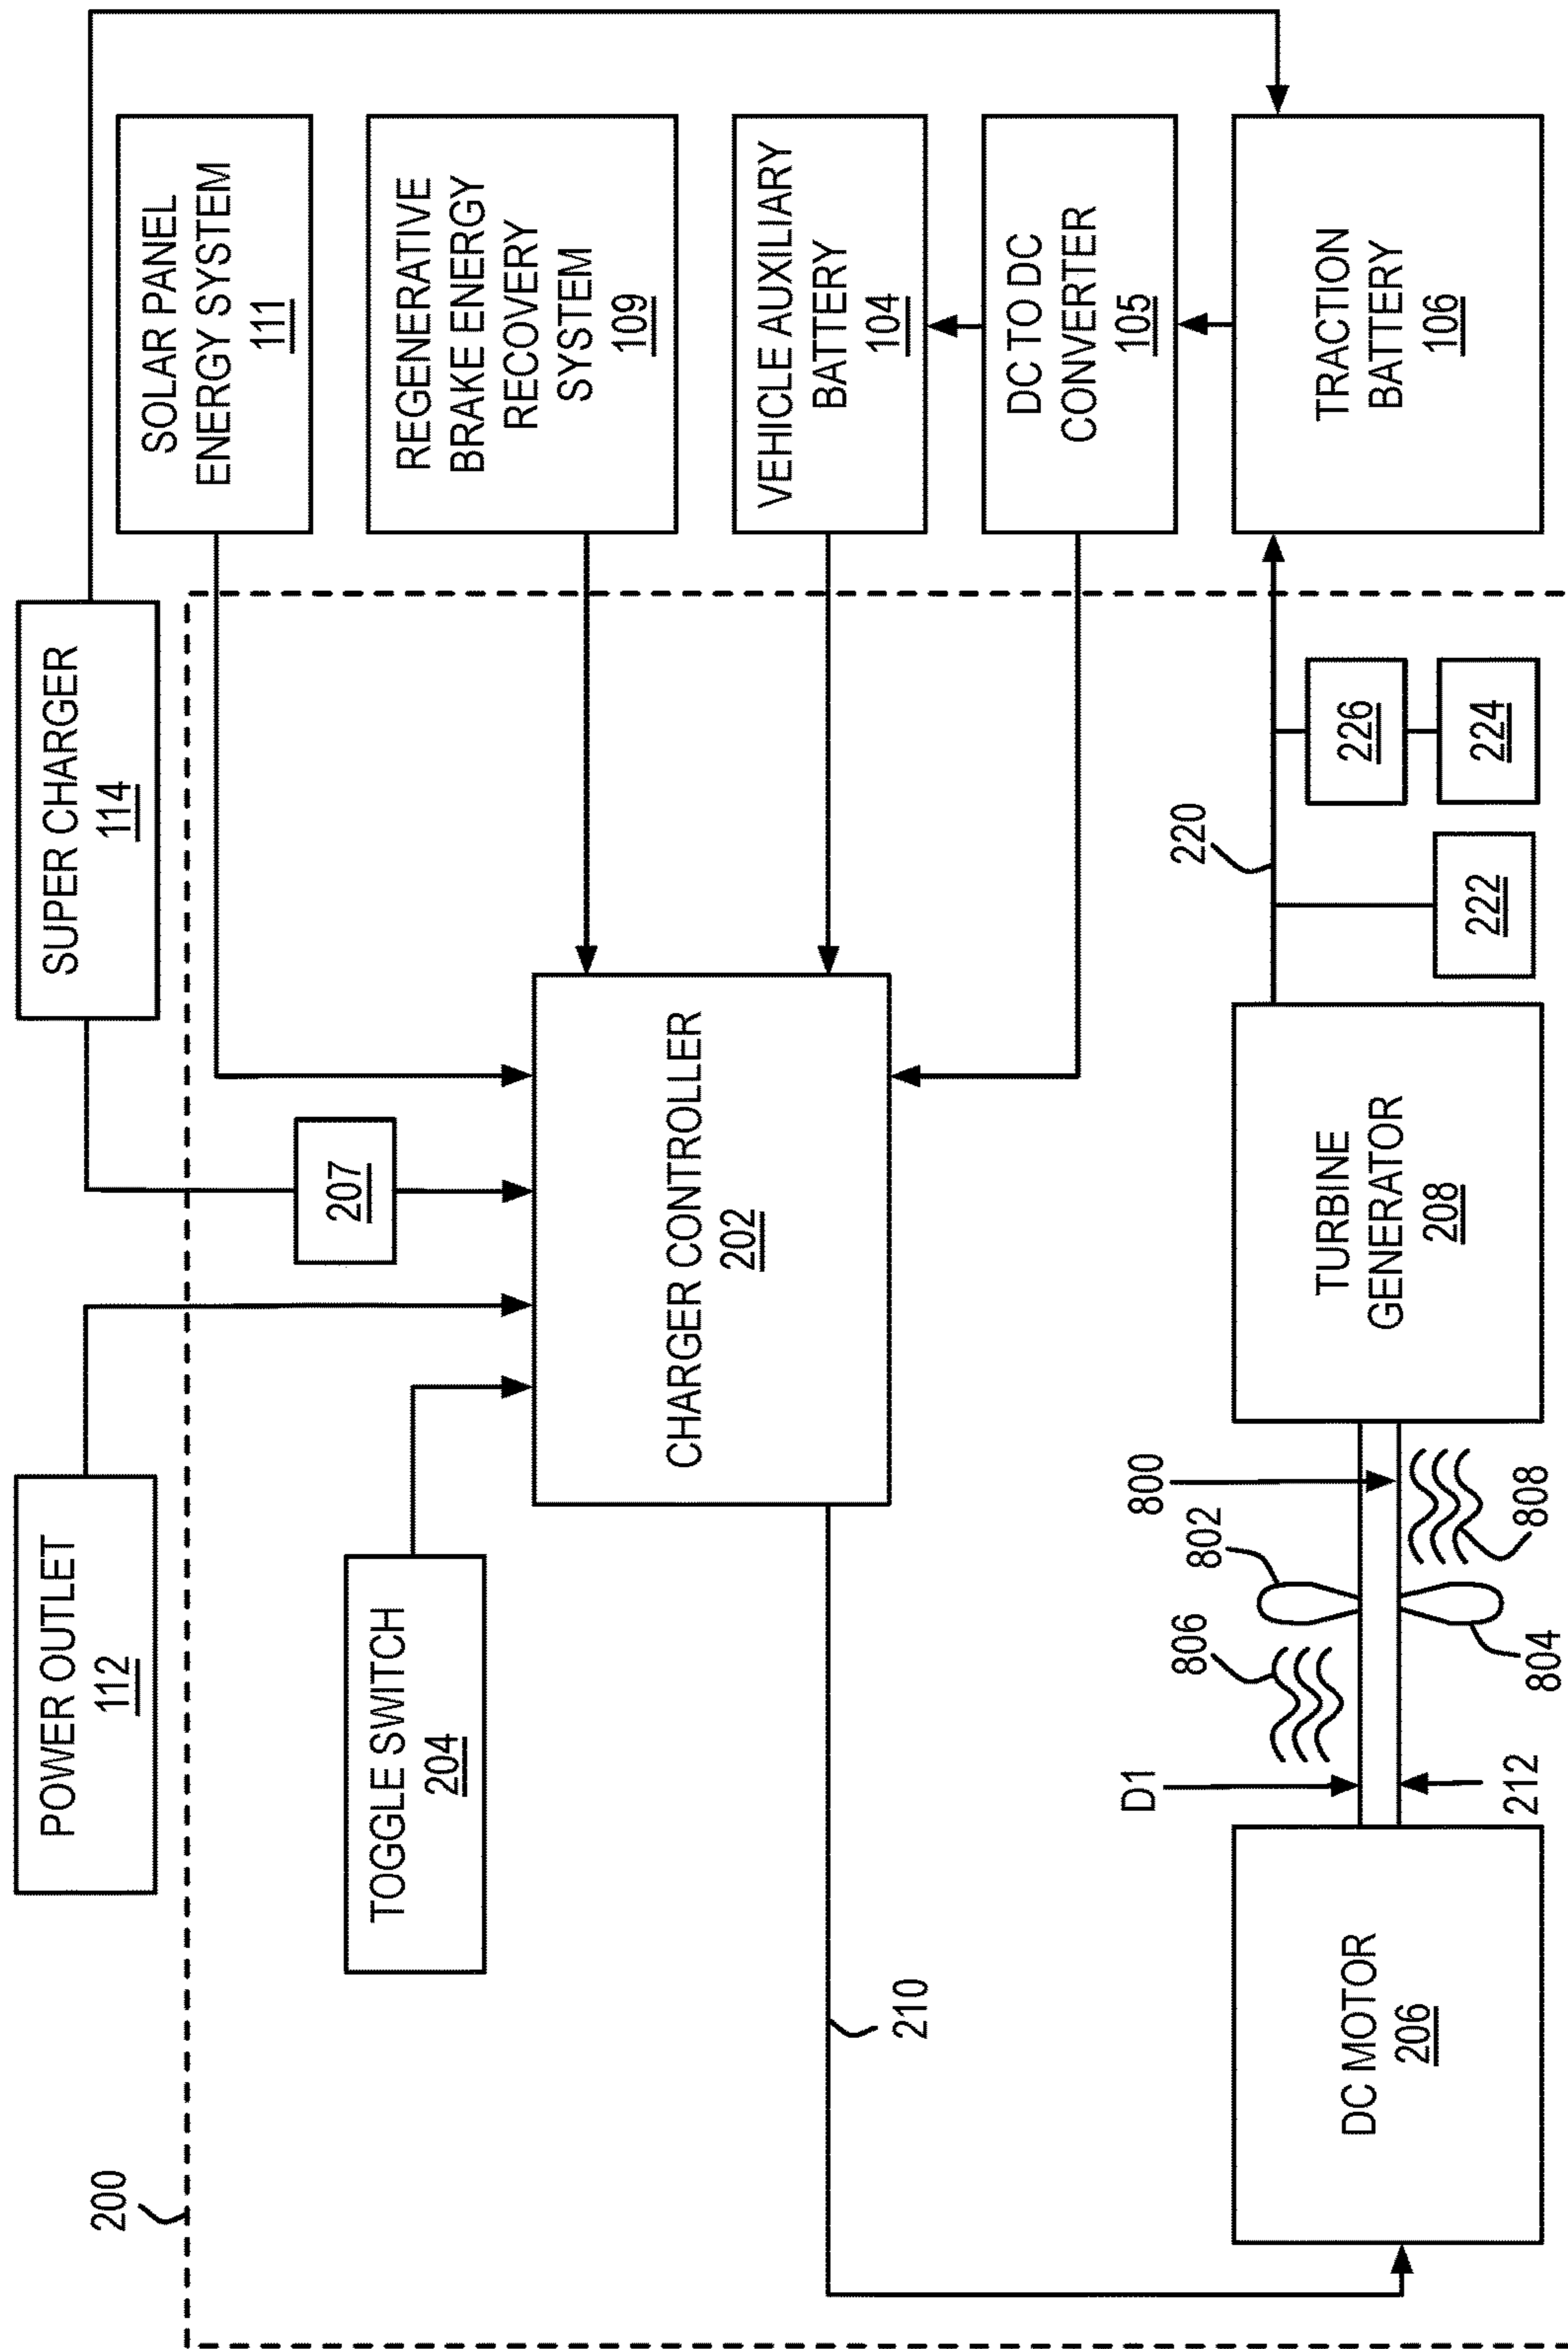 200
POWER OUTLET
112
SUPER CHARGER
114
SOLAR PANEL
ENERGY SYSTEM
111
TOGGLE SWITCH
204
207
REGENERATIVE
BRAKE ENERGY
RECOVERY
SYSTEM
109
CHARGER CONTROLLER
202
VEHICLE AUXILIARY
BATTERY
104
210
DC TO DC
CONVERTER
105
D1
806
802
800
220
DC MOTOR
206
TURBINE
GENERATOR
208
226
TRACTION
BATTERY
106
212
804
808
222
224